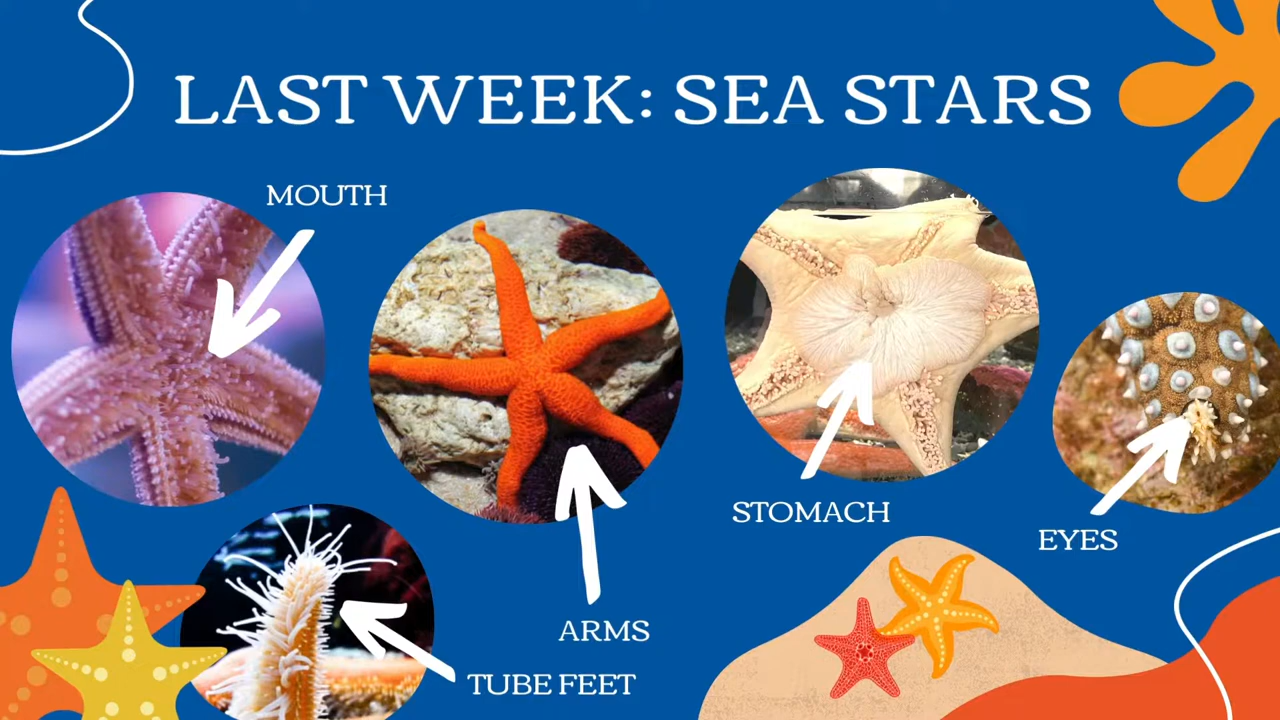 LAST WEEK: SEA STARS
MOUTH
STOMACH
EYES
ARMS
TUBE FEET